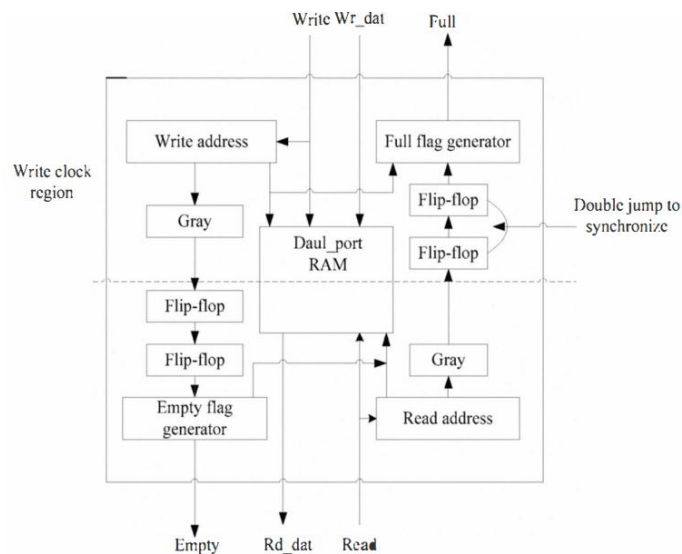 Write Wr_dat Full
Write address
Full flag generator
Write clock
region
Gray
Flip-flop
Double jump to
synchronize
Daul_port
RAM
Flip-flop
Flip-flop
Flip-flop
Gray
Empty flag
generator
Read address
Empty Rd_dat Read